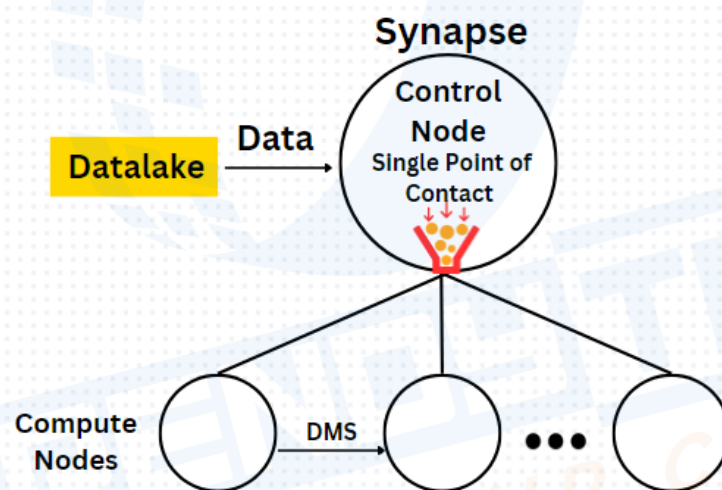 Synapse
Control
Node
Single Point of
Contact
Datalake
Data
Compute
Nodes
DMS